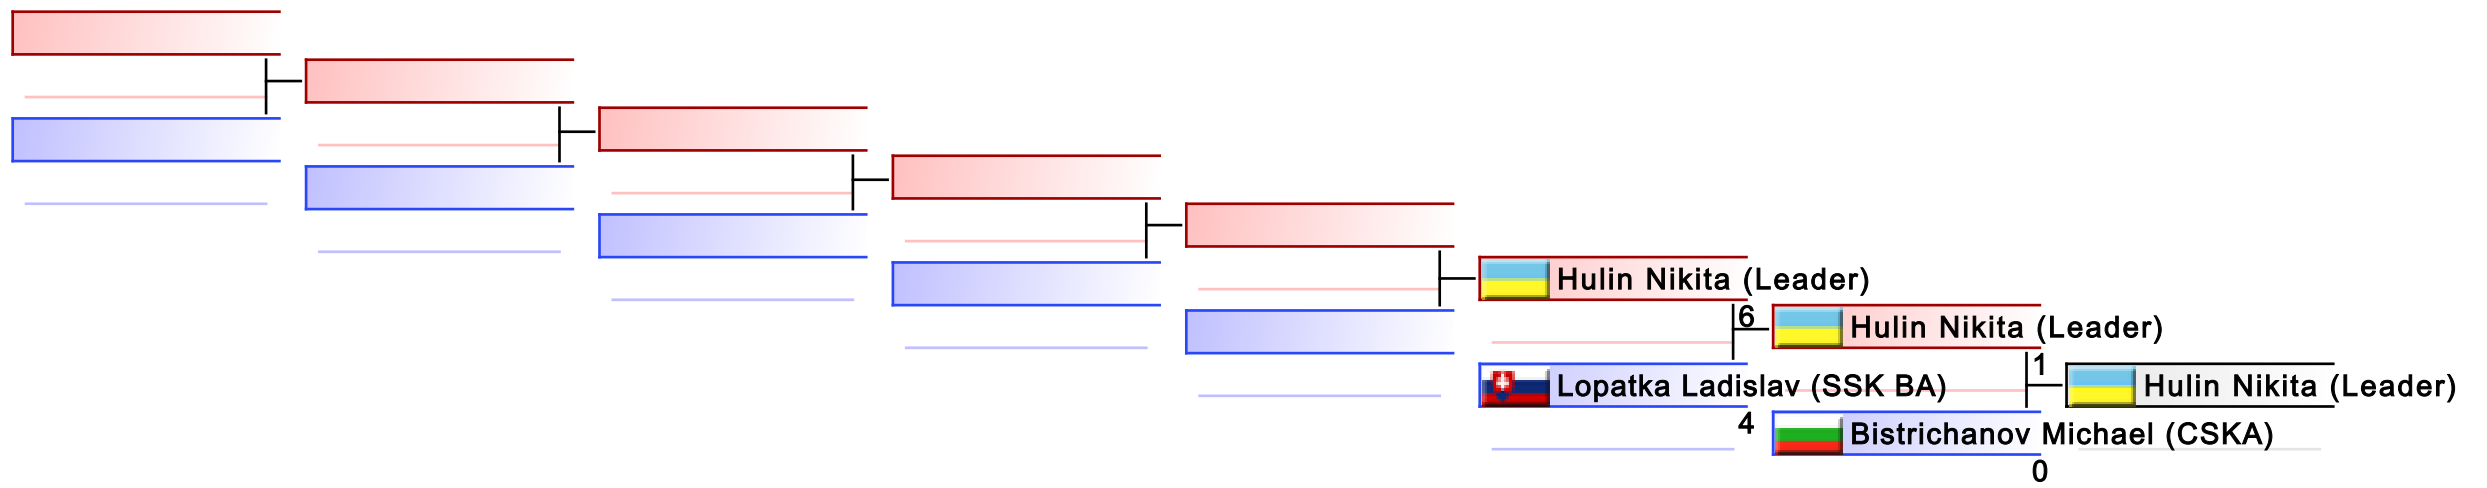 Hulin Nikita (Leader)
6
Hulin Nikita (Leader)
1
Lopatka Ladislav (SSK BA)
Hulin Nikita (Leader)
4
Bistrichanov Michael (CSKA)
0